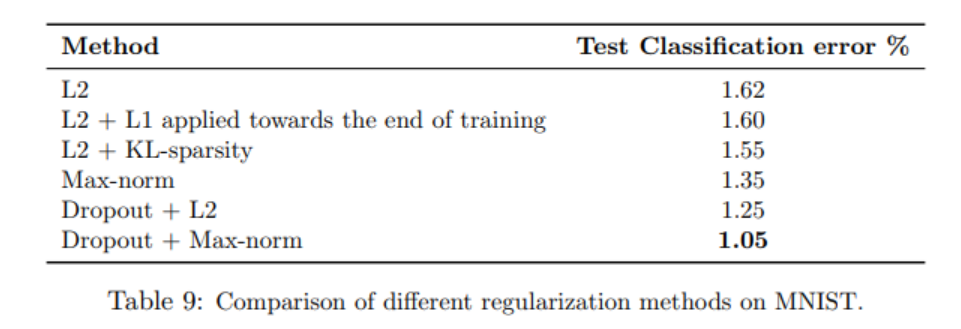 Method Test Classification error %
L2 1.62
L2 + L1 applied towards the end of training 1.60
L2 + KL-sparsity 1.55
Max-norm 1.35
Dropout + L2 1.25
Dropout + Max-norm 1.05
Table 9: Comparison of different regularization methods on MNIST.